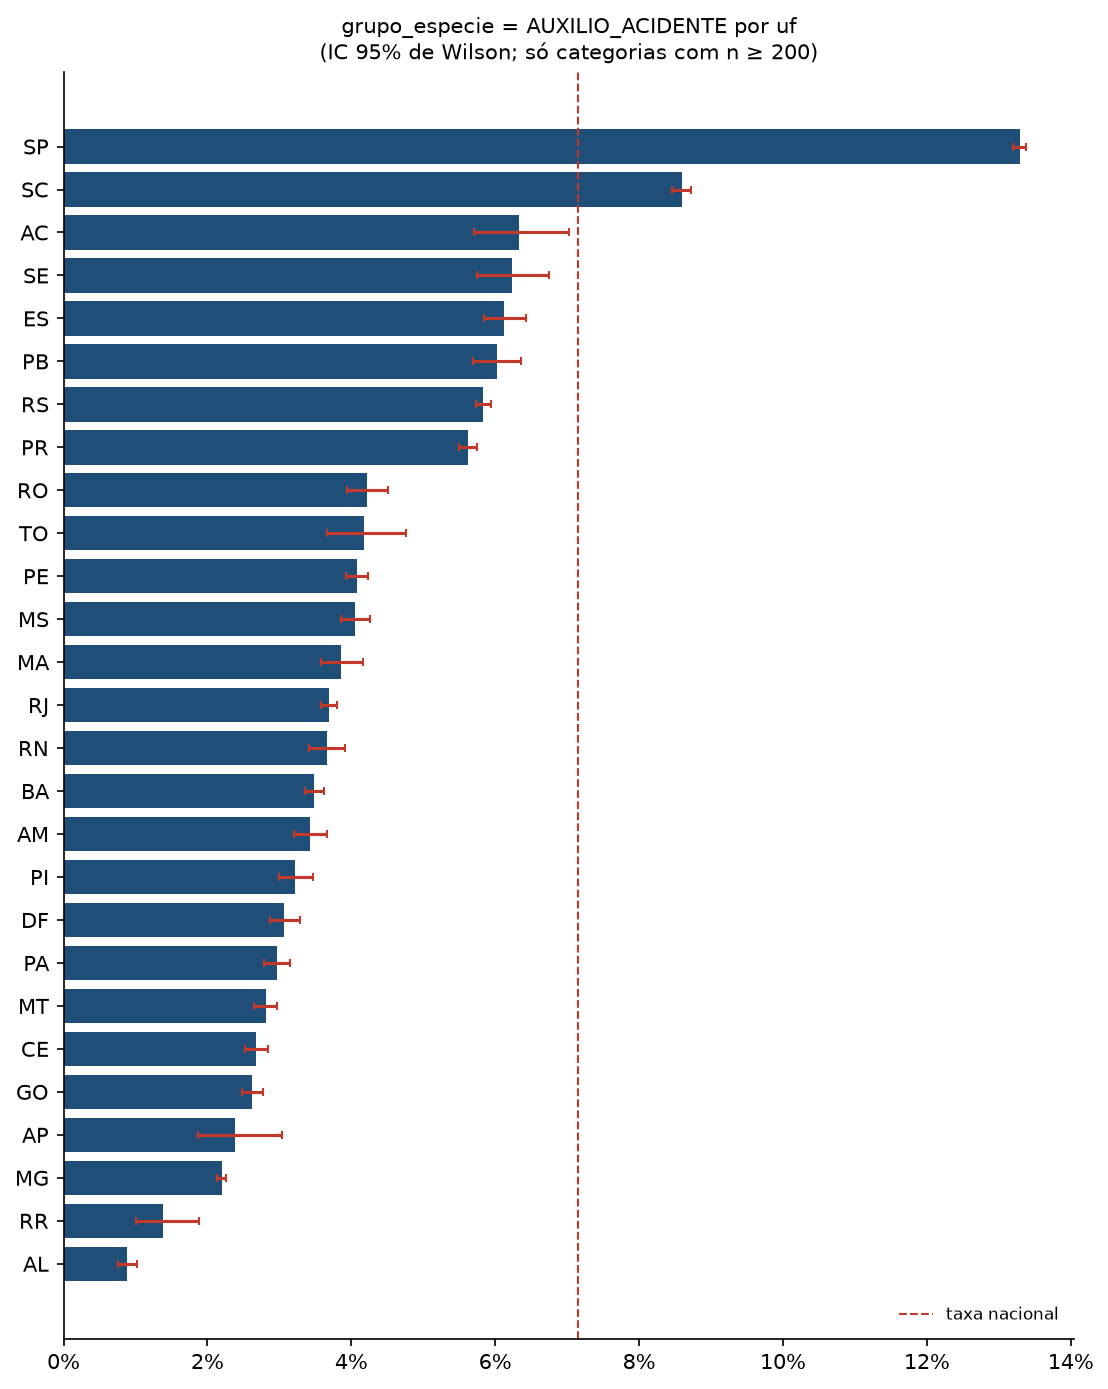 grupo_especie = AUXILIO_ACIDENTE por uf
(IC 95% de Wilson; só categorias com n ≥ 200)
SP
SC
AC
SE
ES
PB
RS
PR
RO
TO
PE
MS
MA
RJ
RN
BA
AM
PI
DF
PA
MT
CE
GO
AP
MG
RR
AL
taxa nacional
0% 2% 4% 6% 8% 10% 12% 14%